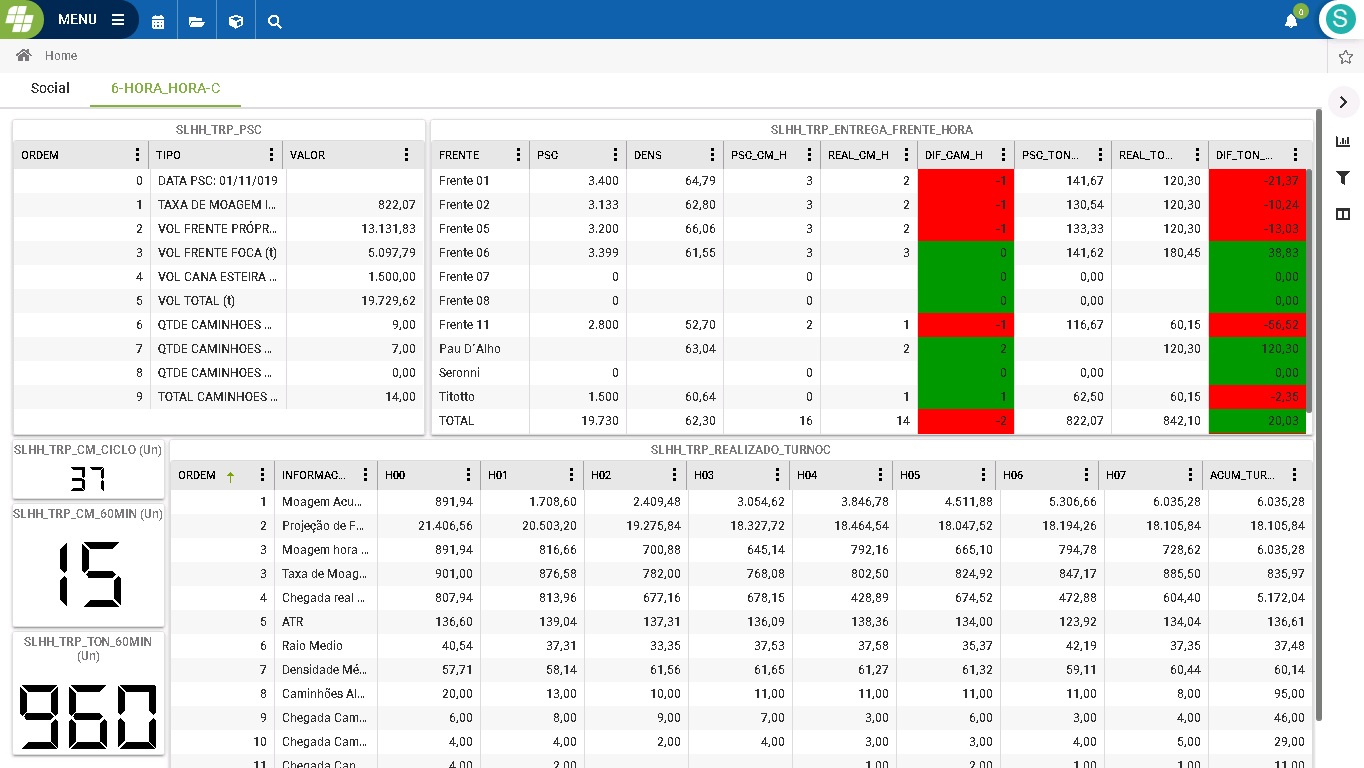 MENU
0
S
Home
Social 6-HORA_HORA-C
SLHH_TRP_PSC
ORDEM TIPO VALOR
0 DATA PSC: 01/11/019
1 TAXA DE MOAGEM I... 822,07
2 VOL FRENTE PRÓPR... 13.131,83
3 VOL FRENTE FOCA (t) 5.097,79
4 VOL CANA ESTEIRA ... 1.500,00
5 VOL TOTAL (t) 19.729,62
6 QTDE CAMINHOES ... 9,00
7 QTDE CAMINHOES ... 7,00
8 QTDE CAMINHOES ... 0,00
9 TOTAL CAMINHOES ... 14,00
SLHH_TRP_ENTREGA_FRENTE_HORA
FRENTE PSC DENS PSC_CM_H REAL_CM_H DIF_CAM_H PSC_TON... REAL_TO... DIF_TON_...
Frente 01 3.400 64,79 3 2 -1 141,67 120,30 -21,37
Frente 02 3.133 62,80 3 2 -1 130,54 120,30 -10,24
Frente 05 3.200 66,06 3 2 -1 133,33 120,30 -13,03
Frente 06 3.399 61,55 3 3 0 141,62 180,45 38,83
Frente 07 0 0 0 0,00 0,00
Frente 08 0 0 0 0,00 0,00
Frente 11 2.800 52,70 2 1 -1 116,67 60,15 -56,52
Pau D´Alho 63,04 2 2 120,30 120,30
Seronni 0 0 0,00 0,00
Titotto 1.500 60,64 0 1 1 62,50 60,15 -2,35
TOTAL 19.730 62,30 16 14 -2 822,07 842,10 20,03
SLHH_TRP_CM_CICLO (Un)
37
SLHH_TRP_CM_60MIN (Un)
15
SLHH_TRP_TON_60MIN
(Un)
960
SLHH_TRP_REALIZADO_TURNOC
ORDEM INFORMAC... H00 H01 H02 H03 H04 H05 H06 H07 ACUM_TUR...
1 Moagem Acu... 891,94 1.708,60 2.409,48 3.054,62 3.846,78 4.511,88 5.306,66 6.035,28 6.035,28
2 Projeção de F... 21.406,56 20.503,20 19.275,84 18.327,72 18.464,54 18.047,52 18.194,26 18.105,84 18.105,84
3 Moagem hora ... 891,94 816,66 700,88 645,14 792,16 665,10 794,78 728,62 6.035,28
3 Taxa de Moag... 901,00 876,58 782,00 768,08 802,50 824,92 847,17 885,50 835,97
4 Chegada real ... 807,94 813,96 677,16 678,15 428,89 674,52 472,88 604,40 5.172,04
5 ATR 136,60 139,04 137,31 136,09 138,36 134,00 123,92 134,04 136,61
6 Raio Medio 40,54 37,31 33,35 37,53 37,58 35,37 42,19 37,35 37,48
7 Densidade Mé... 57,71 58,14 61,56 61,65 61,27 61,32 59,11 60,44 60,14
8 Caminhões Al... 20,00 13,00 10,00 11,00 11,00 11,00 11,00 8,00 95,00
9 Chegada Cam... 6,00 8,00 9,00 7,00 3,00 6,00 3,00 4,00 46,00
10 Chegada Cam... 4,00 4,00 2,00 4,00 3,00 3,00 4,00 5,00 29,00
11 Chegada Can... 4,00 2,00 1,00 2,00 1,00 1,00 11,00